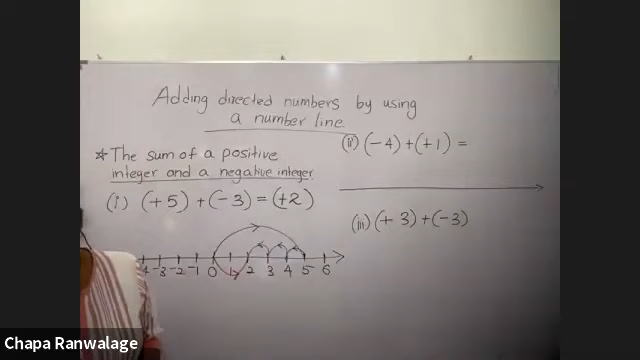 Adding directed numbers by using
a number line.
☆ The sum of a positive
integer and a negative integer
(i) (+5) + (-3) = (+2)
-4 -3 -2 -1 0 2 3 4 5 6
(ii) (-4) + (+1) =
(iii) (+3) + (-3)
Chapa Ranwalage